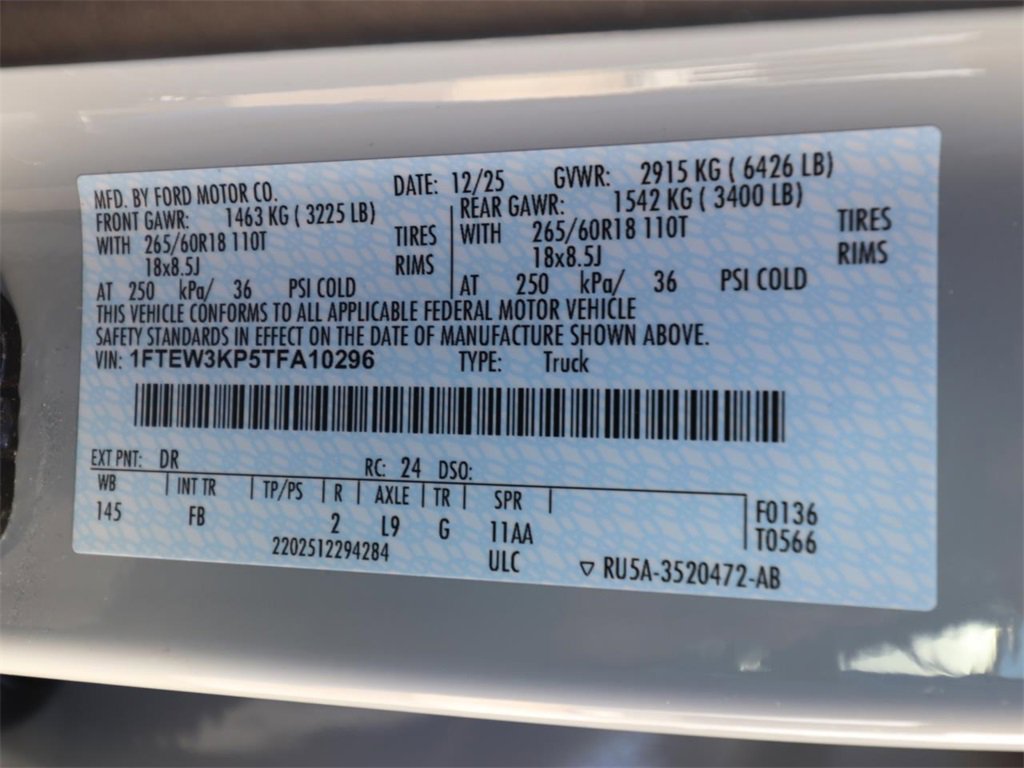 MFD. BY FORD MOTOR CO. DATE: 12/25 GVWR: 2915 KG ( 6426 LB)
FRONT GAWR: 1463 KG ( 3225 LB) REAR GAWR: 1542 KG ( 3400 LB)
WITH 265/60R18 110T TIRES WITH 265/60R18 110T TIRES
18x8.5J RIMS 18x8.5J RIMS
AT 250 kPa/ 36 PSI COLD AT 250 kPa/ 36 PSI COLD
THIS VEHICLE CONFORMS TO ALL APPLICABLE FEDERAL MOTOR VEHICLE
SAFETY STANDARDS IN EFFECT ON THE DATE OF MANUFACTURE SHOWN ABOVE.
VIN: 1FTEW3KP5TFA10296 TYPE: Truck
EXT PNT: DR RC: 24 DSO:
WB INT TR TP/PS R AXLE TR SPR F0136
145 FB 2 L9 G 11AA T0566
2202512294284 ULC ▽ RU5A-3520472-AB